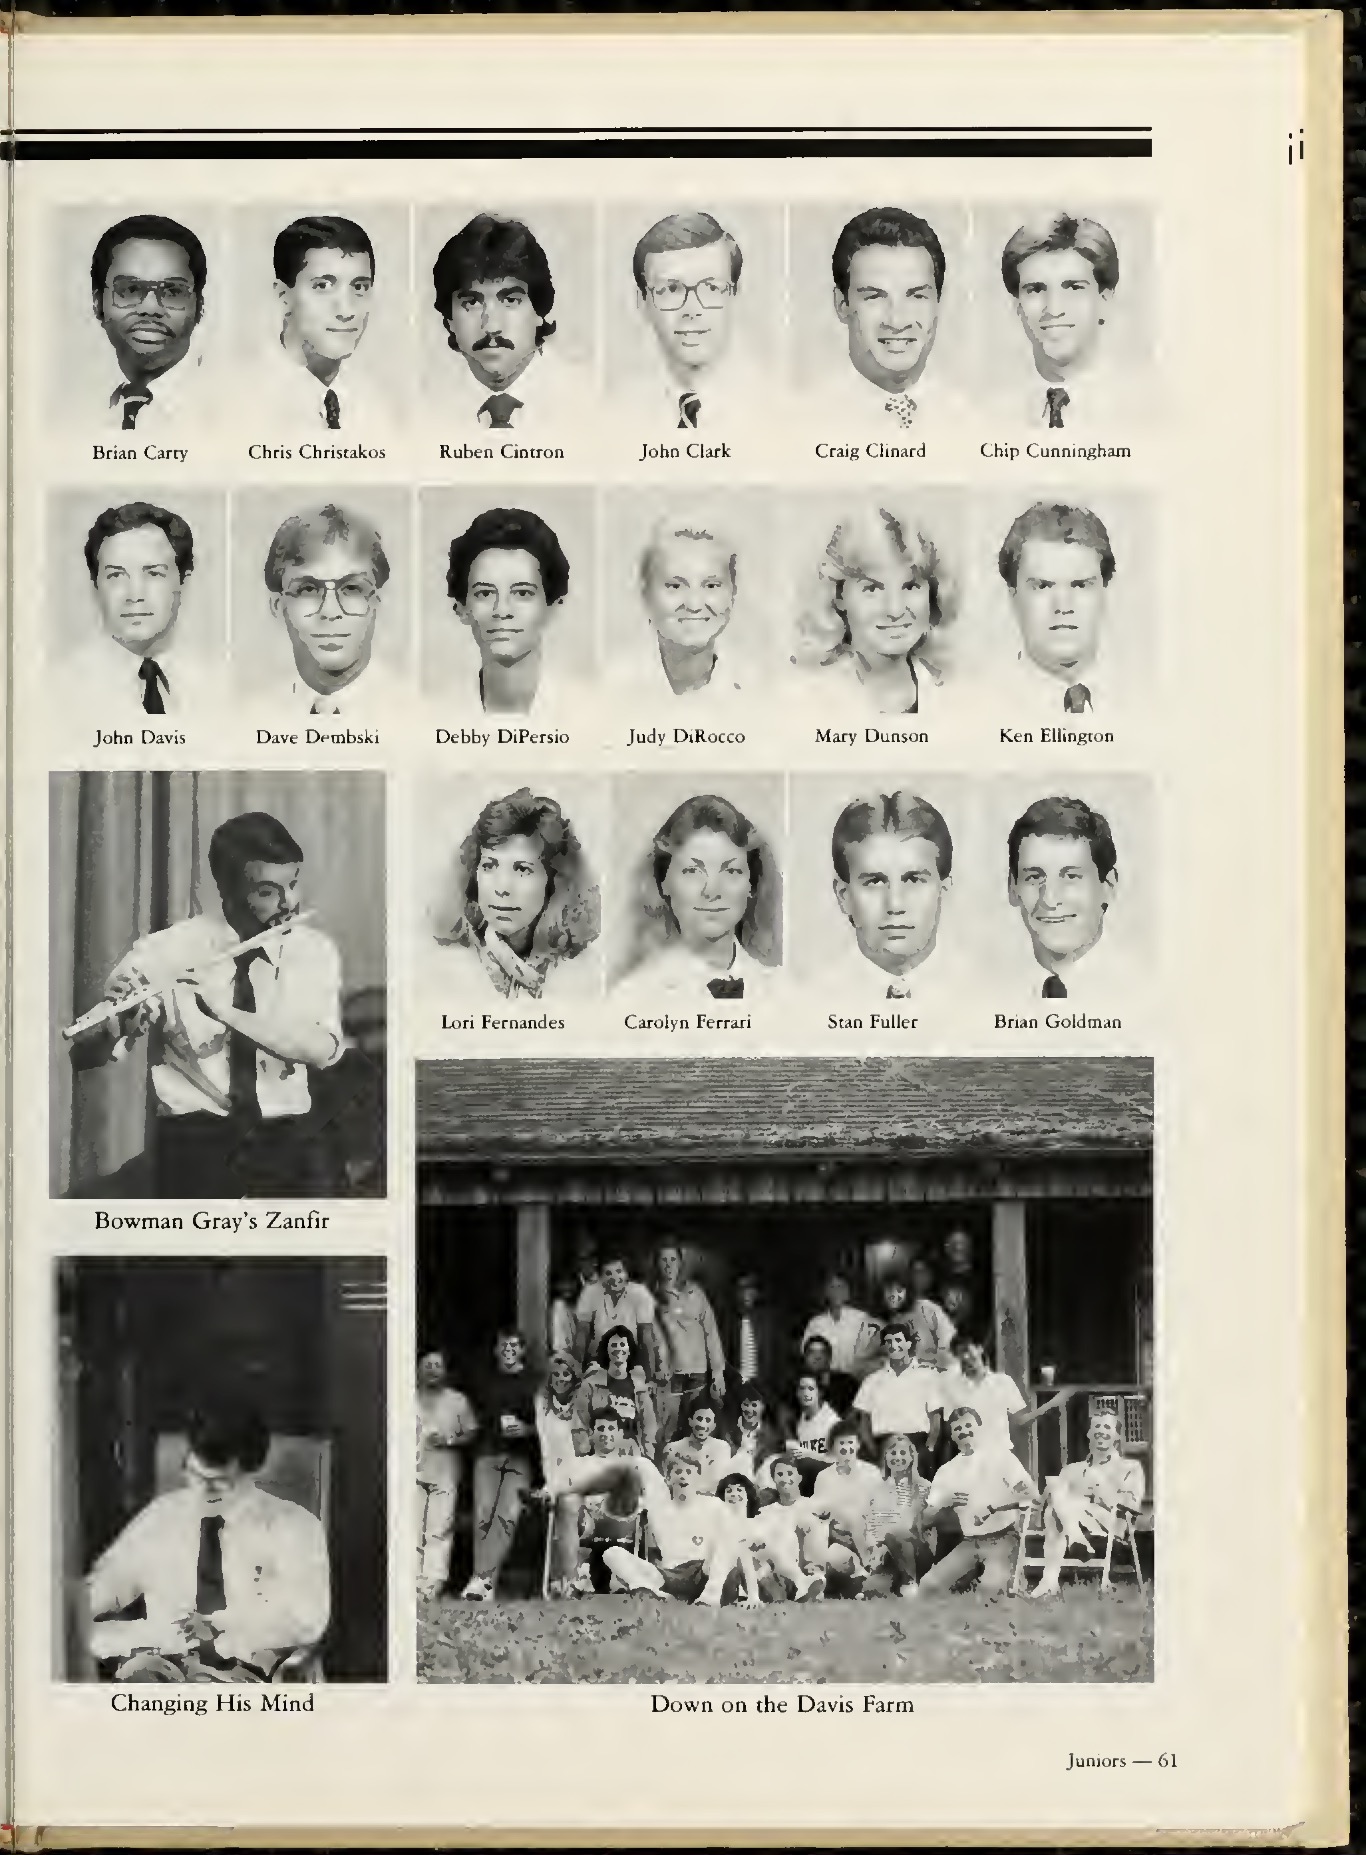 Brian Carty Chris Christakos Ruben Cintron John Clark Craig Clinard Chip Cunningham
John Davis Dave Dembski Debby DiPersio Judy DiRocco Mary Dunson Ken Ellington
Lori Fernandes Carolyn Ferrari Stan Fuller Brian Goldman
Bowman Gray's Zanfir
Changing His Mind
Down on the Davis Farm
Juniors — 61